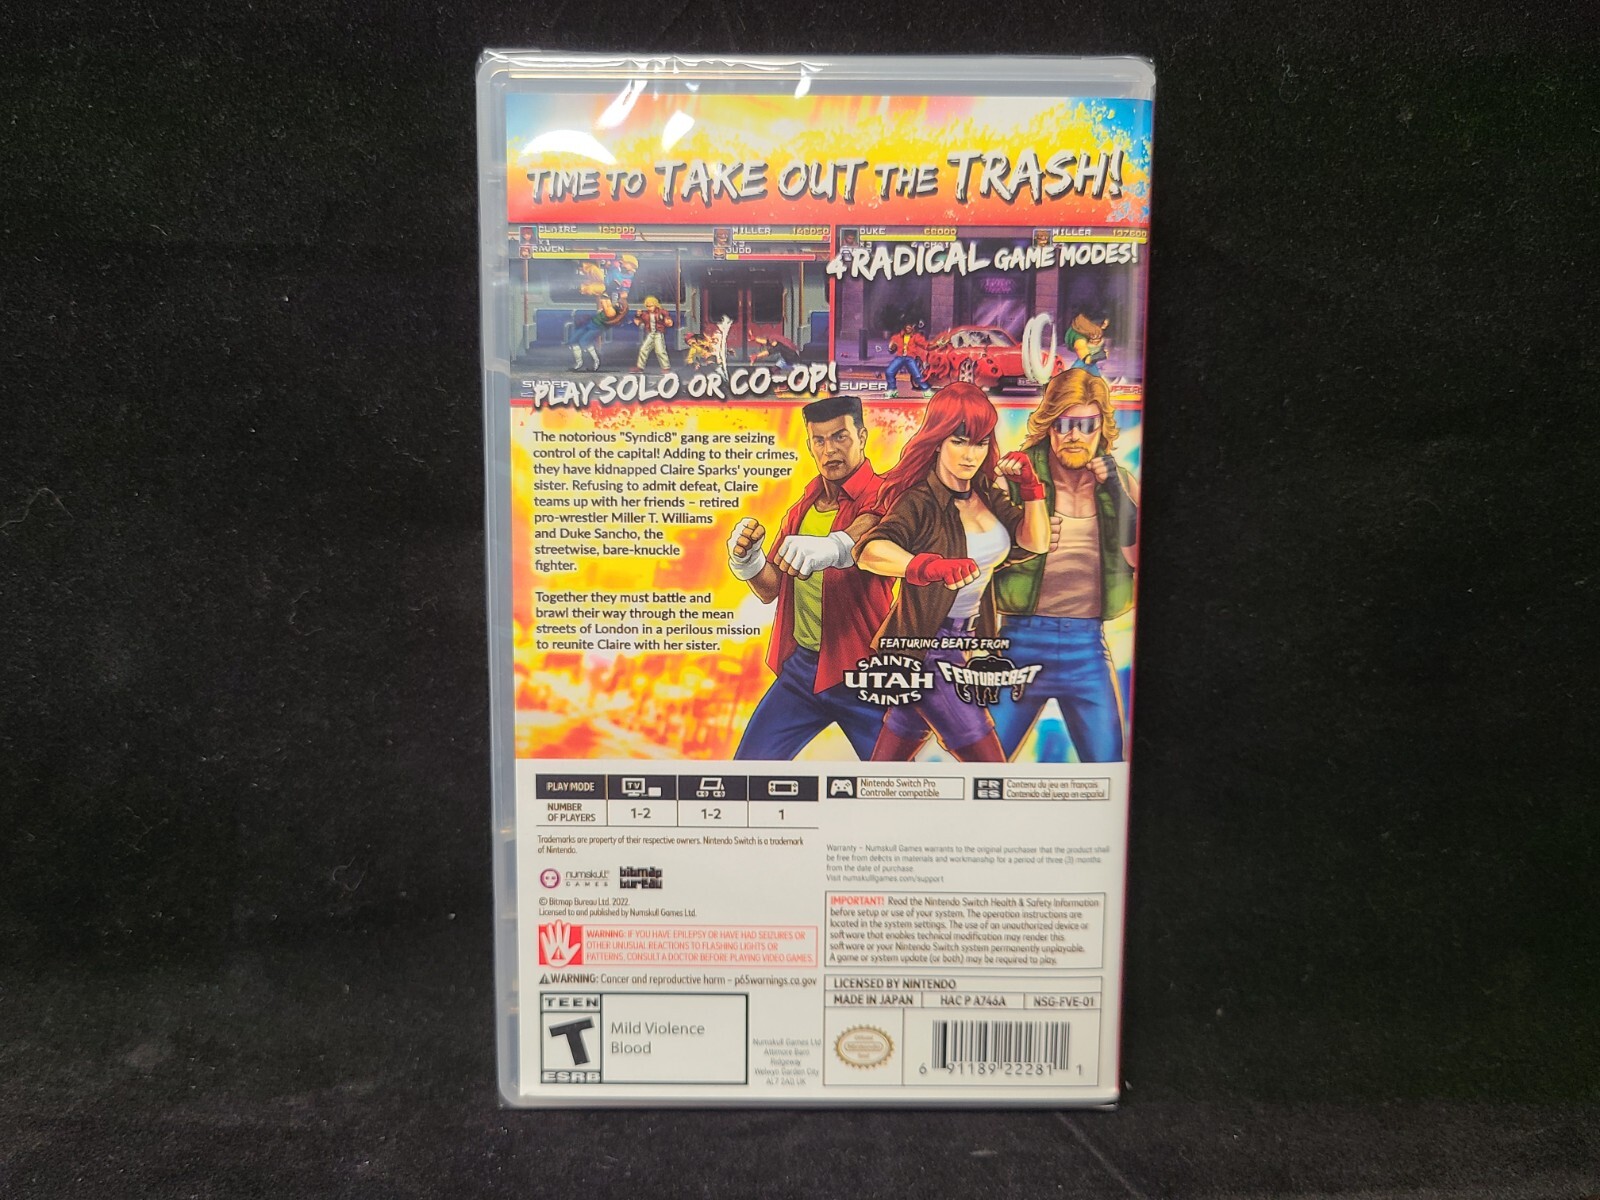 TIME TO TAKE OUT THE TRASH!
CLAIRE
MILLER
RAVEN
JUDD
DUKE 68000
MILLER
4 RADICAL GAME MODES!
SUPER
PLAY SOLO OR CO-OP!
SUPER
The notorious "Syndic8" gang are seizing
control of the capital! Adding to their crimes,
they have kidnapped Claire Sparks' younger
sister. Refusing to admit defeat, Claire
teams up with her friends – retired
pro-wrestler Miller T. Williams
and Duke Sancho, the
streetwise, bare-knuckle
fighter.
Together they must battle and
brawl their way through the mean
streets of London in a perilous mission
to reunite Claire with her sister.
FEATURING BEATS FROM
SAINTS
UTAH
SAINTS
FEATURECAST
PLAY MODE
TV
NUMBER
OF PLAYERS
1-2
1-2
1
Nintendo Switch Pro
Controller compatible
FR
ES
Contenu du jeu en français
Contenido del juego en español
Trademarks are property of their respective owners. Nintendo Switch is a trademark
of Nintendo.
numskull
GAMES
bitmap
bureau
© Bitmap Bureau Ltd. 2022.
Licensed to and published by Numskull Games Ltd.
Warranty – Numskull Games warrants to the original purchaser that the product shall
be free from defects in materials and workmanship for a period of three (3) months
from the date of purchase.
Visit numskullgames.com/support
WARNING: IF YOU HAVE EPILEPSY OR HAVE HAD SEIZURES OR
OTHER UNUSUAL REACTIONS TO FLASHING LIGHTS OR
PATTERNS, CONSULT A DOCTOR BEFORE PLAYING VIDEO GAMES.
IMPORTANT! Read the Nintendo Switch Health & Safety Information
before setup or use of your system. The operation instructions are
located in the system settings. The use of an unauthorized device or
software that enables technical modification may render this
software or your Nintendo Switch system permanently unplayable.
A game or system update (or both) may be required to play.
WARNING: Cancer and reproductive harm – p65warnings.ca.gov
TEEN
T
ESRB
Mild Violence
Blood
Numskull Games Ltd
Ridgeway
Welwyn Garden City
AL7 2AD UK
LICENSED BY NINTENDO
MADE IN JAPAN
HAC P A746A
NSG-FVE-01
6 91189 22281 1